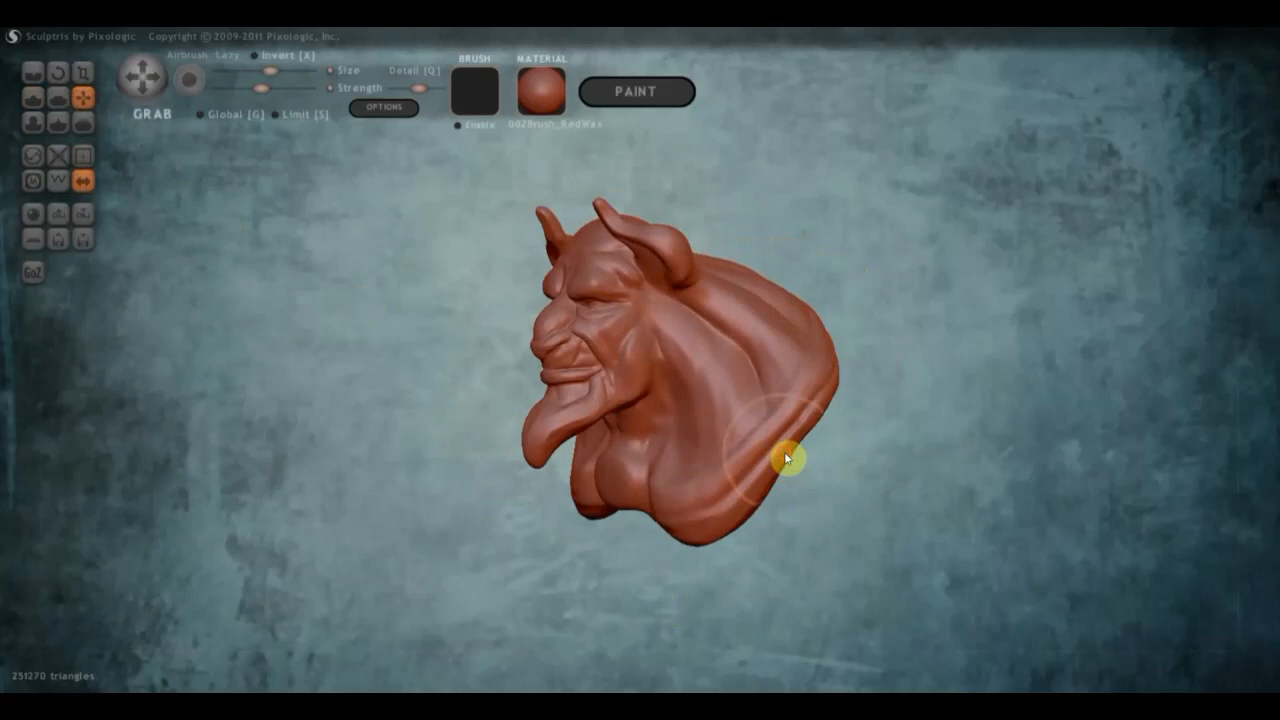 Sculptris by Pixologic Copyright © 2009-2011 Pixologic, Inc.
Airbrush Lazy Invert [X]
Size Detail [Q]
Strength
GRAB Global [G] Limit [S]
OPTIONS
BRUSH
Enable
MATERIAL
PAINT
GoZ
251270 triangles